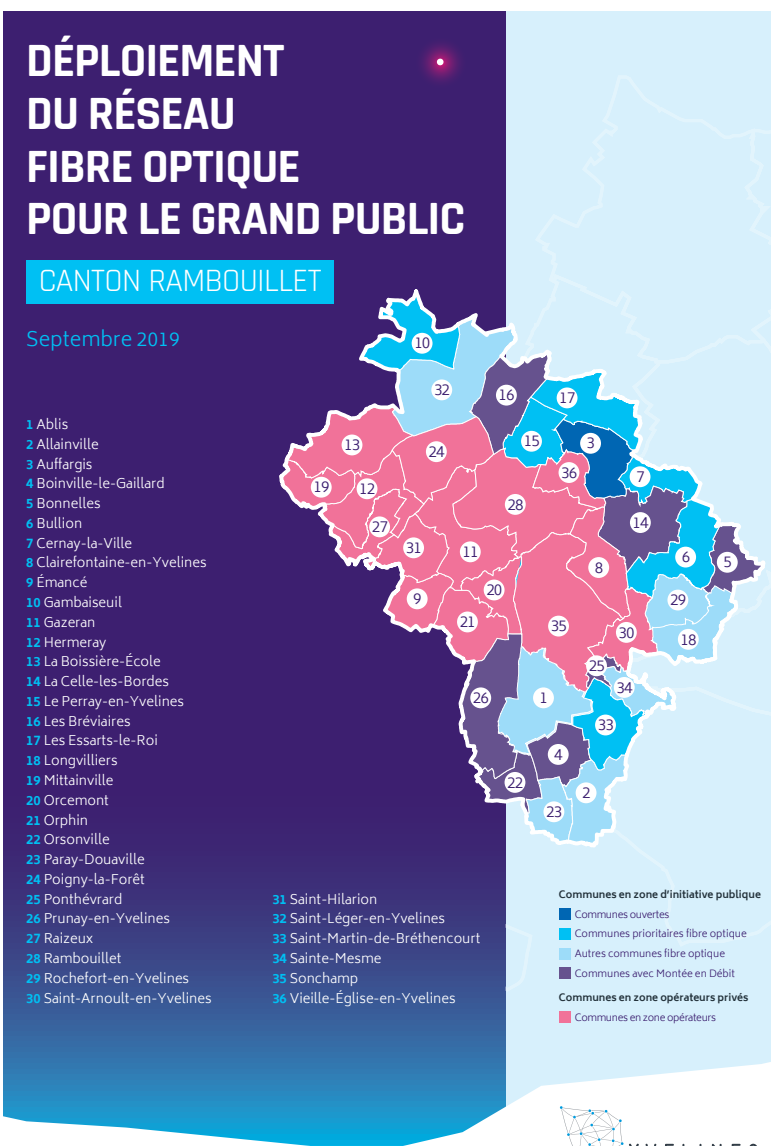 DÉPLOIEMENT
DU RÉSEAU
FIBRE OPTIQUE
POUR LE GRAND PUBLIC
CANTON RAMBOUILLET
Septembre 2019
1 Ablis
2 Allainville
3 Auffargis
4 Boinville-le-Gaillard
5 Bonnelles
6 Bullion
7 Cernay-la-Ville
8 Clairefontaine-en-Yvelines
9 Émancé
10 Gambaiseuil
11 Gazeran
12 Hermeray
13 La Boissière-École
14 La Celle-les-Bordes
15 Le Perray-en-Yvelines
16 Les Bréviaires
17 Les Essarts-le-Roi
18 Longvilliers
19 Mittainville
20 Orcemont
21 Orphin
22 Orsonville
23 Paray-Douaville
24 Poigny-la-Forêt
25 Ponthévrard
26 Prunay-en-Yvelines
27 Raizeux
28 Rambouillet
29 Rochefort-en-Yvelines
30 Saint-Arnoult-en-Yvelines
31 Saint-Hilarion
32 Saint-Léger-en-Yvelines
33 Saint-Martin-de-Bréthencourt
34 Sainte-Mesme
35 Sonchamp
36 Vieille-Église-en-Yvelines
10
32
16
17
13
24
15
3
36
19
12
7
28
27
14
31
11
6
5
8
9
20
29
21
35
30
18
25
34
26
1
33
4
22
2
23
Communes en zone d'initiative publique
Communes ouvertes
Communes prioritaires fibre optique
Autres communes fibre optique
Communes avec Montée en Débit
Communes en zone opérateurs privés
Communes en zone opérateurs